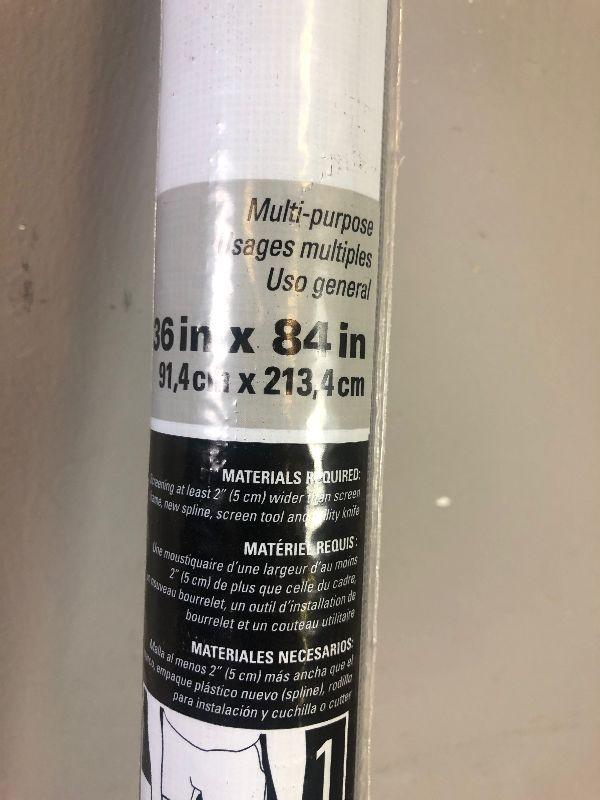 Multi-purpose
Usages multiples
Uso general
36 in x 84 in
91,4 cm x 213,4 cm
MATERIALS REQUIRED:
Screening at least 2" (5 cm) wider than screen
frame, new spline, screen tool and utility knife
MATÉRIEL REQUIS:
Une moustiquaire d'une largeur d'au moins
2" (5 cm) de plus que celle du cadre,
un nouveau bourrelet, un outil d'installation de
bourrelet et un couteau utilitaire
MATERIALES NECESARIOS:
Malla al menos 2" (5 cm) más ancha que el
marco, empaque plástico nuevo (spline), rodillo
para instalación y cuchilla o cutter
1